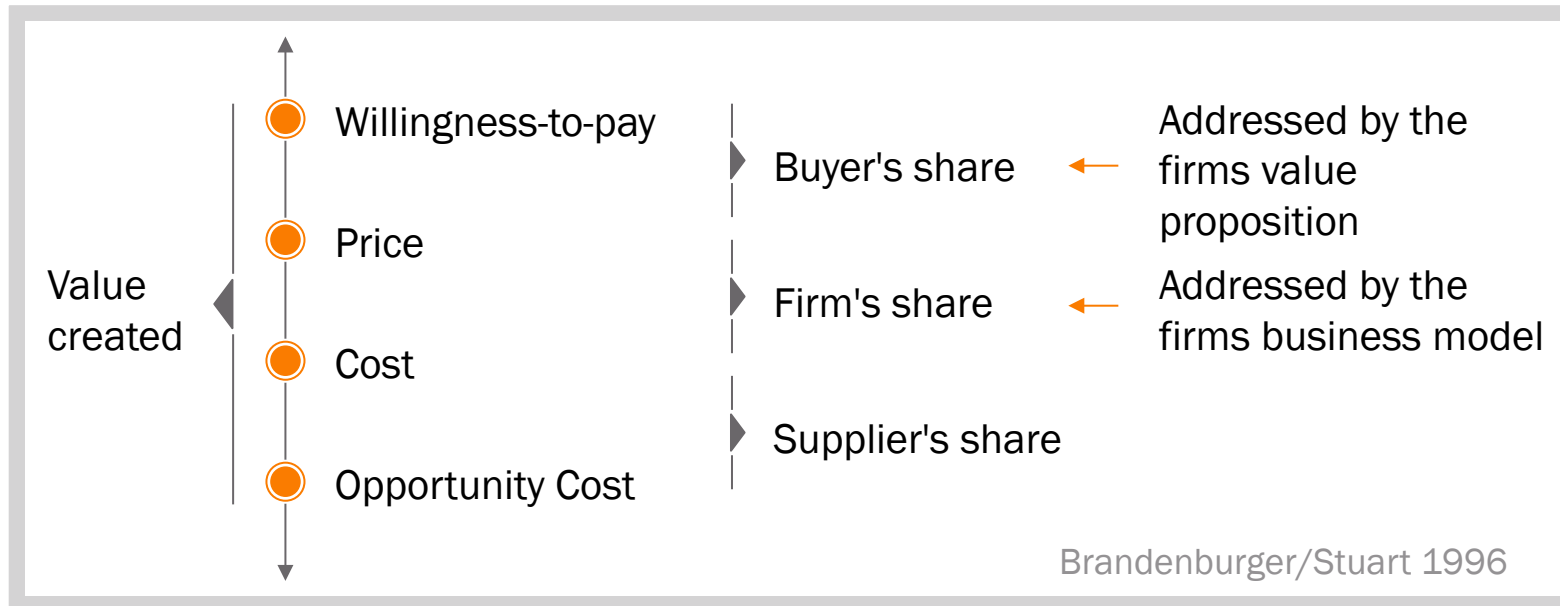 Willingness-to-pay
Price
Cost
Opportunity Cost
Value
created
Buyer's share
Firm's share
Supplier's share
Addressed by the
firms value
proposition
Addressed by the
firms business model
Brandenburger/Stuart 1996